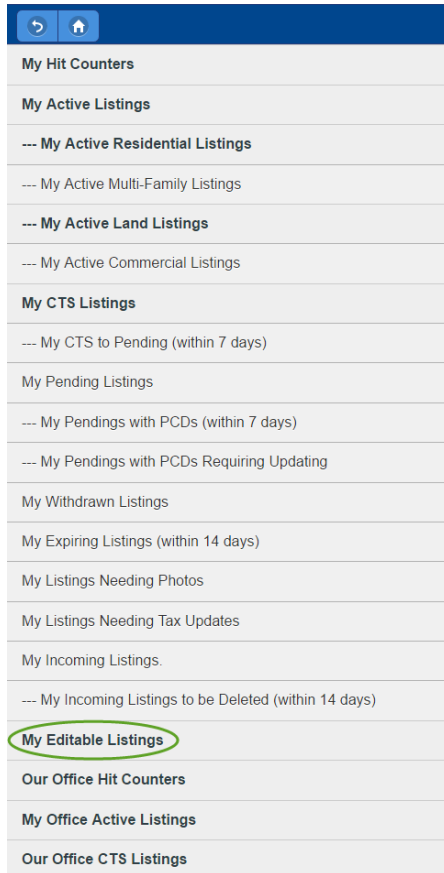 My Hit Counters
My Active Listings
--- My Active Residential Listings
--- My Active Multi-Family Listings
--- My Active Land Listings
--- My Active Commercial Listings
My CTS Listings
--- My CTS to Pending (within 7 days)
My Pending Listings
--- My Pendings with PCDs (within 7 days)
--- My Pendings with PCDs Requiring Updating
My Withdrawn Listings
My Expiring Listings (within 14 days)
My Listings Needing Photos
My Listings Needing Tax Updates
My Incoming Listings.
--- My Incoming Listings to be Deleted (within 14 days)
My Editable Listings
Our Office Hit Counters
My Office Active Listings
Our Office CTS Listings